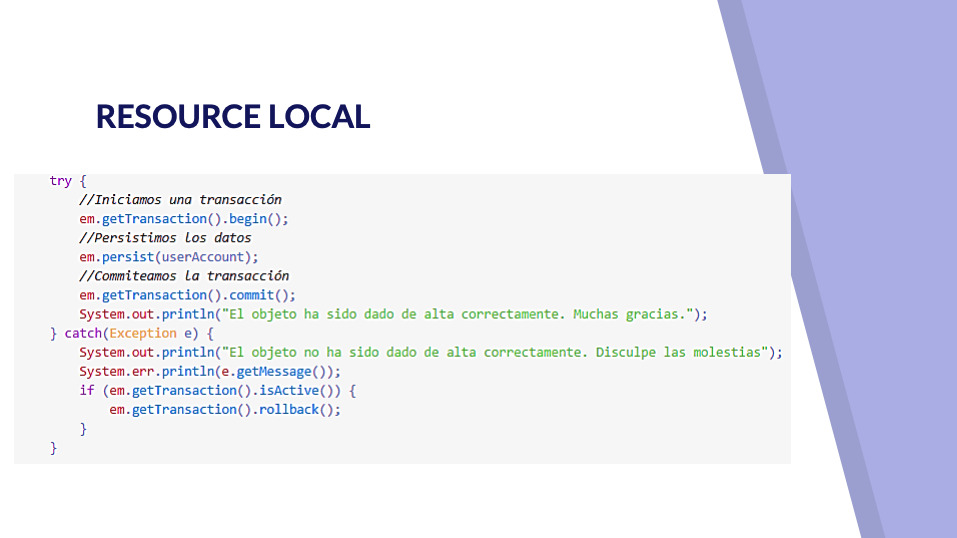 RESOURCE LOCAL
try {
//Iniciamos una transacción
em.getTransaction().begin();
//Persistimos los datos
em.persist(userAccount);
//Commiteamos la transacción
em.getTransaction().commit();
System.out.println("El objeto ha sido dado de alta correctamente. Muchas gracias.");
} catch(Exception e) {
System.out.println("El objeto no ha sido dado de alta correctamente. Disculpe las molestias");
System.err.println(e.getMessage());
if (em.getTransaction().isActive()) {
em.getTransaction().rollback();
}
}